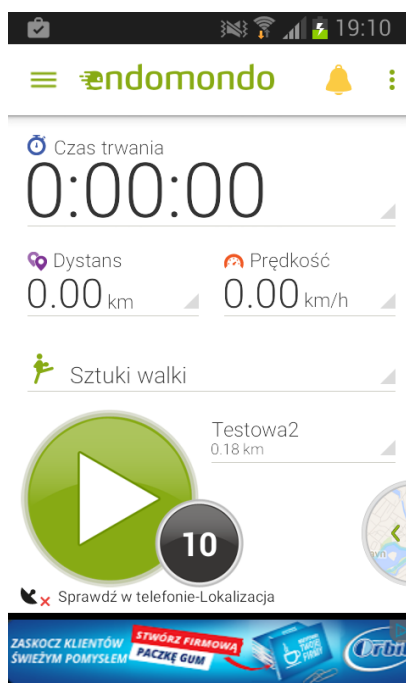 19:10
endomondo
Czas trwania
0:00:00
Dystans
Prędkość
0.00 km
0.00 km/h
Sztuki walki
Testowa2
0.18 km
10
Sprawdź w telefonie-Lokalizacja
ZASKOCZ KLIENTÓW
ŚWIEŻYM POMYSŁEM
STWÓRZ FIRMOWĄ
PACZKĘ GUM
Orbit